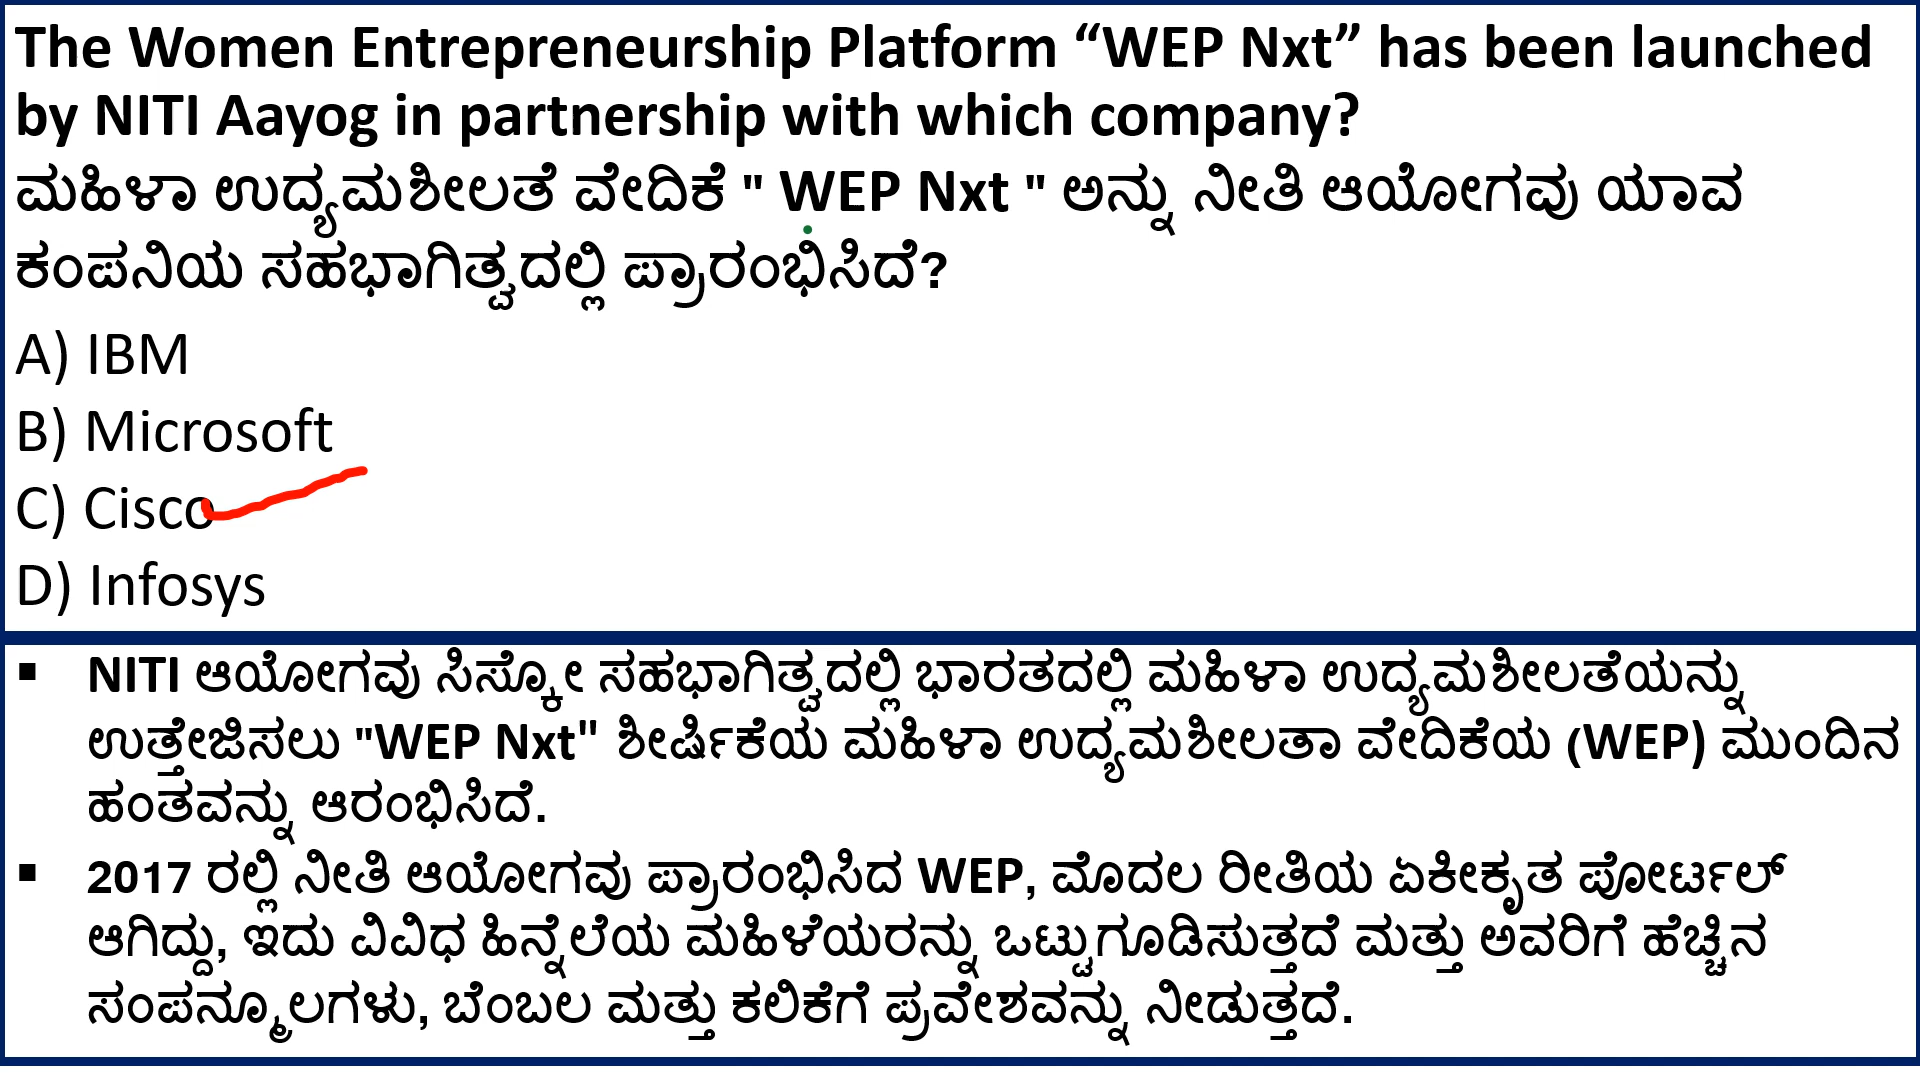 The Women Entrepreneurship Platform “WEP Nxt” has been launched
by NITI Aayog in partnership with which company?
ಮಹಿಳಾ ಉದ್ಯಮಶೀಲತೆ ವೇದಿಕೆ " WEP Nxt " ಅನ್ನು ನೀತಿ ಆಯೋಗವು ಯಾವ
ಕಂಪನಿಯ ಸಹಭಾಗಿತ್ವದಲ್ಲಿ ಪ್ರಾರಂಭಿಸಿದೆ?
A) IBM
B) Microsoft
C) Cisco
D) Infosys
▪ NITI ಆಯೋಗವು ಸಿಸ್ಕೋ ಸಹಭಾಗಿತ್ವದಲ್ಲಿ ಭಾರತದಲ್ಲಿ ಮಹಿಳಾ ಉದ್ಯಮಶೀಲತೆಯನ್ನು
ಉತ್ತೇಜಿಸಲು "WEP Nxt" ಶೀರ್ಷಿಕೆಯ ಮಹಿಳಾ ಉದ್ಯಮಶೀಲತಾ ವೇದಿಕೆಯ (WEP) ಮುಂದಿನ
ಹಂತವನ್ನು ಆರಂಭಿಸಿದೆ.
▪ 2017 ರಲ್ಲಿ ನೀತಿ ಆಯೋಗವು ಪ್ರಾರಂಭಿಸಿದ WEP, ಮೊದಲ ರೀತಿಯ ಏಕೀಕೃತ ಪೋರ್ಟಲ್
ಆಗಿದ್ದು, ಇದು ವಿವಿಧ ಹಿನ್ನೆಲೆಯ ಮಹಿಳೆಯರನ್ನು ಒಟ್ಟುಗೂಡಿಸುತ್ತದೆ ಮತ್ತು ಅವರಿಗೆ ಹೆಚ್ಚಿನ
ಸಂಪನ್ಮೂಲಗಳು, ಬೆಂಬಲ ಮತ್ತು ಕಲಿಕೆಗೆ ಪ್ರವೇಶವನ್ನು ನೀಡುತ್ತದೆ.